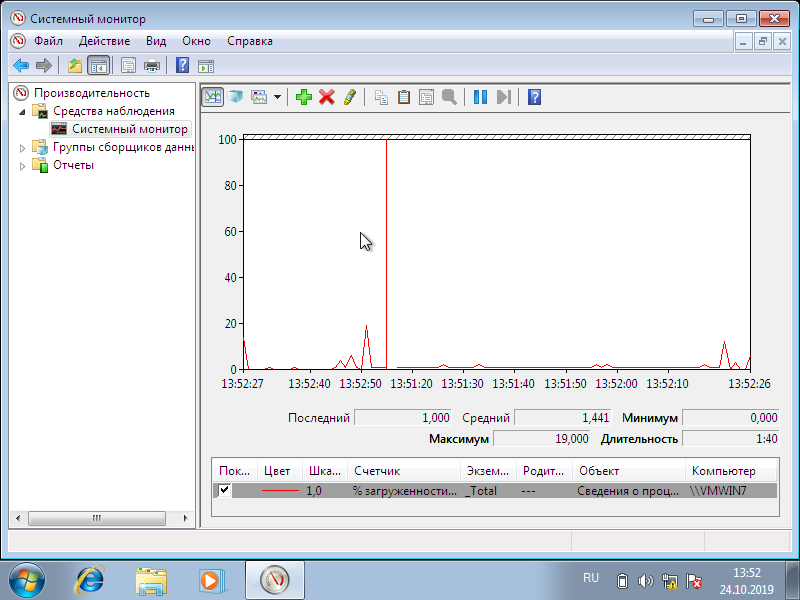 Системный монитор
Файл Действие Вид Окно Справка
Производительность
Средства наблюдения
Системный монитор
Группы сборщиков данн
Отчеты
100
80
60
40
20
0
13:52:27 13:52:40 13:52:50 13:51:20 13:51:30 13:51:40 13:51:50 13:52:00 13:52:10 13:52:26
Последний 1,000 Средний 1,441 Минимум 0,000
Максимум 19,000 Длительность 1:40
Пок... Цвет Шка... Счетчик Экзем... Родит... Объект Компьютер
1,0 % загруженности... _Total --- Сведения о проц... \\VMWIN7
RU
13:52
24.10.2019